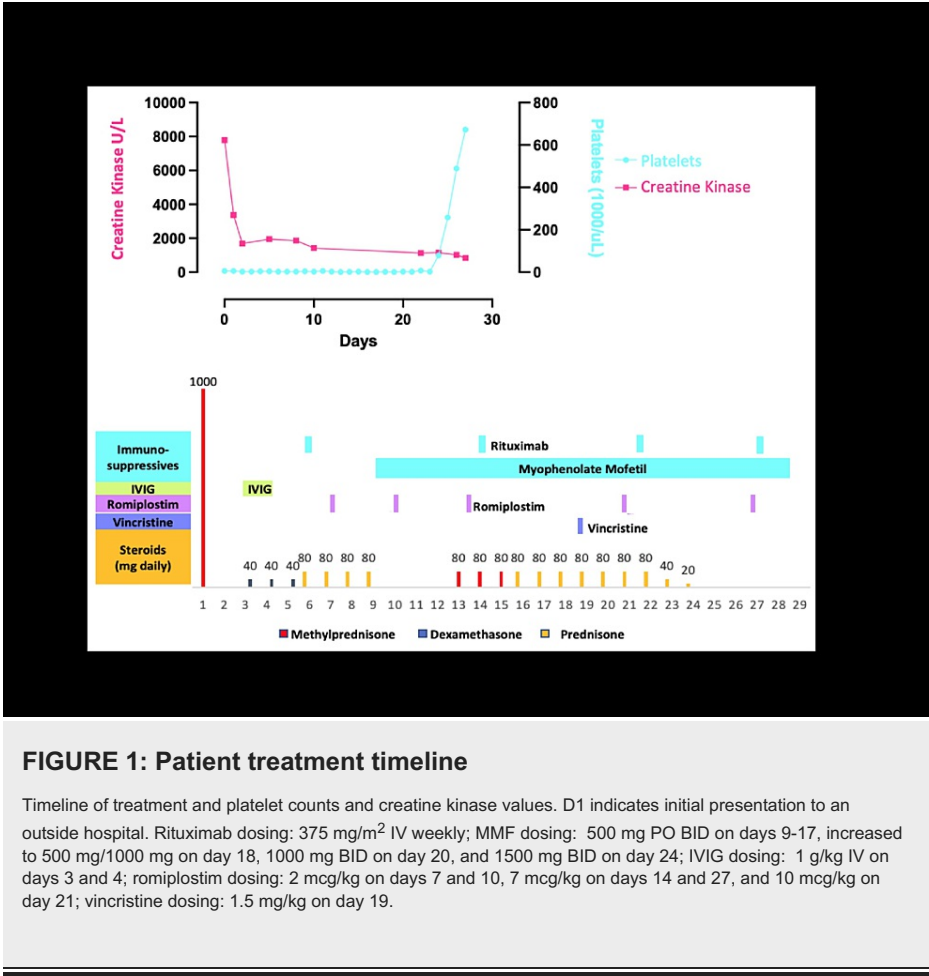 10000
8000
6000
4000
2000
0
Creatine Kinase U/L
800
600
400
200
0
Platelets (1000/uL)
Platelets
Creatine Kinase
0 10 20 30
Days
1000
Immuno-
suppressives
Rituximab
Myophenolate Mofetil
IVIG
IVIG
Romiplostim
Romiplostim
Vincristine
Vincristine
Steroids
(mg daily)
40 40 40 80 80 80 80 80 80 80 80 80 80 80 80 80 80 40 20
1 2 3 4 5 6 7 8 9 10 11 12 13 14 15 16 17 18 19 20 21 22 23 24 25 26 27 28 29
Methylprednisone Dexamethasone Prednisone
FIGURE 1: Patient treatment timeline
Timeline of treatment and platelet counts and creatine kinase values. D1 indicates initial presentation to an
outside hospital. Rituximab dosing: 375 mg/m2 IV weekly; MMF dosing: 500 mg PO BID on days 9-17, increased
to 500 mg/1000 mg on day 18, 1000 mg BID on day 20, and 1500 mg BID on day 24; IVIG dosing: 1 g/kg IV on
days 3 and 4; romiplostim dosing: 2 mcg/kg on days 7 and 10, 7 mcg/kg on days 14 and 27, and 10 mcg/kg on
day 21; vincristine dosing: 1.5 mg/kg on day 19.